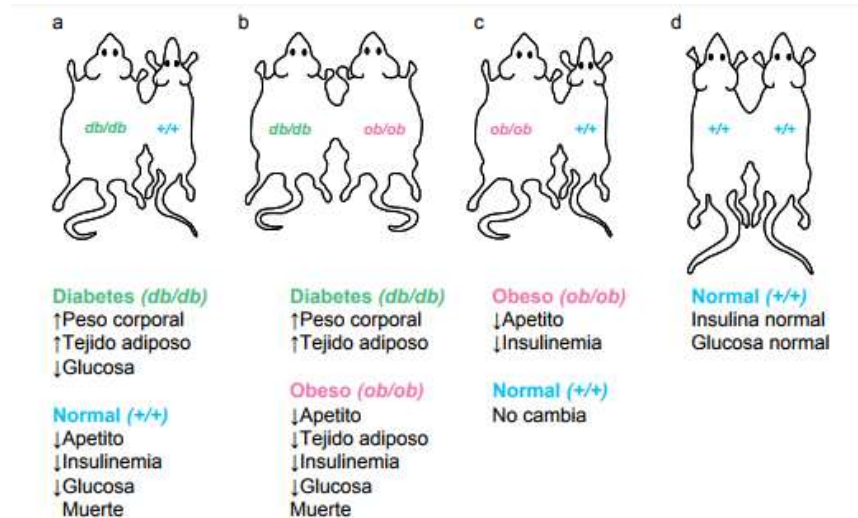 a
db/db +/+
Diabetes (db/db)
↑Peso corporal
↑Tejido adiposo
↓Glucosa
Normal (+/+)
↓Apetito
↓Insulinemia
↓Glucosa
Muerte
b
db/db ob/ob
Diabetes (db/db)
↑Peso corporal
↑Tejido adiposo
Obeso (ob/ob)
↓Apetito
↓Tejido adiposo
↓Insulinemia
↓Glucosa
Muerte
c
ob/ob +/+
Obeso (ob/ob)
↓Apetito
↓Insulinemia
Normal (+/+)
No cambia
d
+/+ +/+
Normal (+/+)
Insulina normal
Glucosa normal